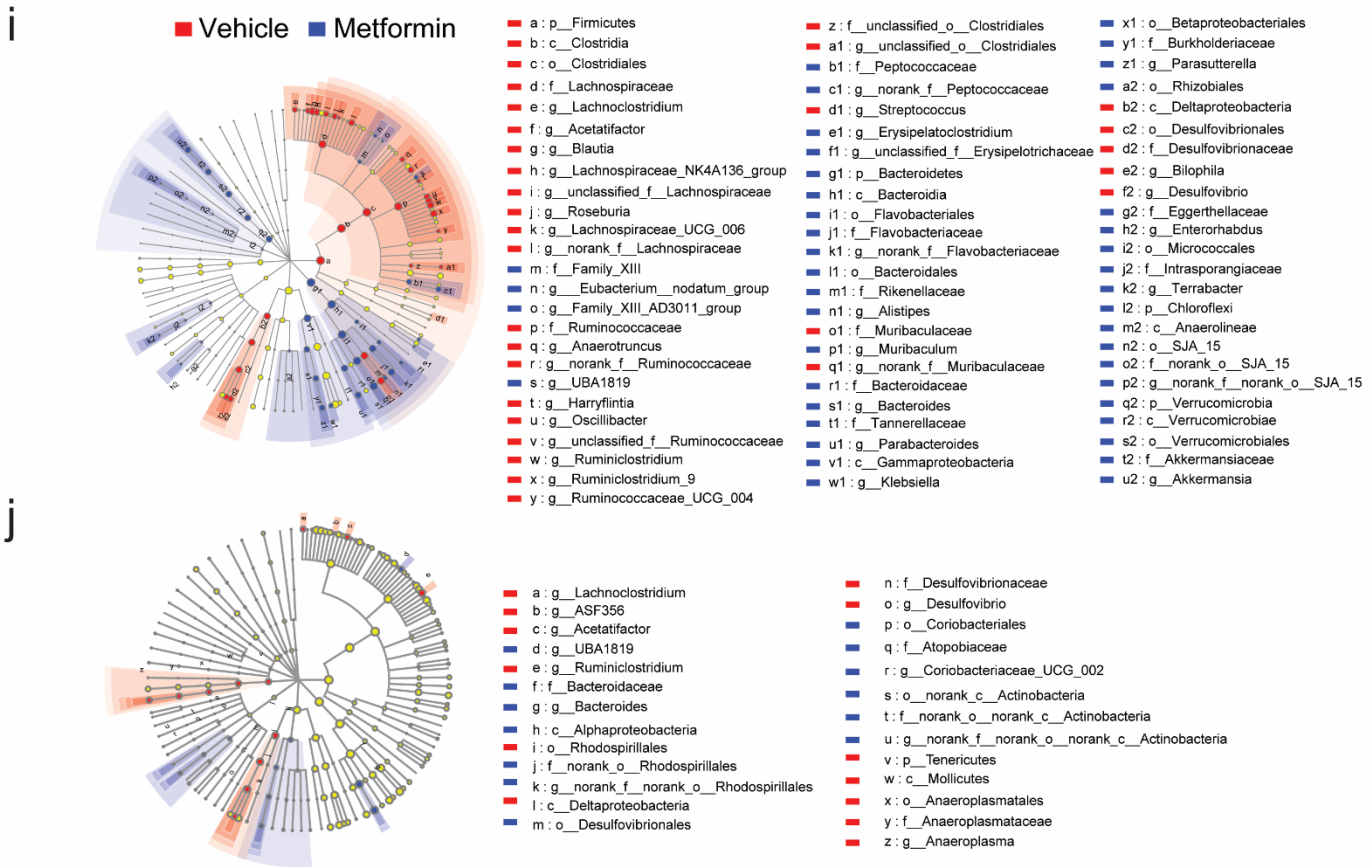 i
Vehicle Metformin
a : p__Firmicutes
b : c__Clostridia
c : o__Clostridiales
d : f__Lachnospiraceae
e : g__Lachnoclostridium
f : g__Acetatifactor
g : g__Blautia
h : g__Lachnospiraceae_NK4A136_group
i : g__unclassified_f__Lachnospiraceae
j : g__Roseburia
k : g__Lachnospiraceae_UCG_006
l : g__norank_f__Lachnospiraceae
m : f__Family_XIII
n : g___Eubacterium__nodatum_group
o : g__Family_XIII_AD3011_group
p : f__Ruminococcaceae
q : g__Anaerotruncus
r : g__norank_f__Ruminococcaceae
s : g__UBA1819
t : g__Harryflintia
u : g__Oscillibacter
v : g__unclassified_f__Ruminococcaceae
w : g__Ruminiclostridium
x : g__Ruminiclostridium_9
y : g__Ruminococcaceae_UCG_004
z : f__unclassified_o__Clostridiales
a1 : g__unclassified_o__Clostridiales
b1 : f__Peptococcaceae
c1 : g__norank_f__Peptococcaceae
d1 : g__Streptococcus
e1 : g__Erysipelatoclostridium
f1 : g__unclassified_f__Erysipelotrichaceae
g1 : p__Bacteroidetes
h1 : c__Bacteroidia
i1 : o__Flavobacteriales
j1 : f__Flavobacteriaceae
k1 : g__norank_f__Flavobacteriaceae
l1 : o__Bacteroidales
m1 : f__Rikenellaceae
n1 : g__Alistipes
o1 : f__Muribaculaceae
p1 : g__Muribaculum
q1 : g__norank_f__Muribaculaceae
r1 : f__Bacteroidaceae
s1 : g__Bacteroides
t1 : f__Tannerellaceae
u1 : g__Parabacteroides
v1 : c__Gammaproteobacteria
w1 : g__Klebsiella
x1 : o__Betaproteobacteriales
y1 : f__Burkholderiaceae
z1 : g__Parasutterella
a2 : o__Rhizobiales
b2 : c__Deltaproteobacteria
c2 : o__Desulfovibrionales
d2 : f__Desulfovibrionaceae
e2 : g__Bilophila
f2 : g__Desulfovibrio
g2 : f__Eggerthellaceae
h2 : g__Enterorhabdus
i2 : o__Micrococcales
j2 : f__Intrasporangiaceae
k2 : g__Terrabacter
l2 : p__Chloroflexi
m2 : c__Anaerolineae
n2 : o__SJA_15
o2 : f__norank_o__SJA_15
p2 : g__norank_f__norank_o__SJA_15
q2 : p__Verrucomicrobia
r2 : c__Verrucomicrobiae
s2 : o__Verrucomicrobiales
t2 : f__Akkermansiaceae
u2 : g__Akkermansia
j
a : g__Lachnoclostridium
b : g__ASF356
c : g__Acetatifactor
d : g__UBA1819
e : g__Ruminiclostridium
f : f__Bacteroidaceae
g : g__Bacteroides
h : c__Alphaproteobacteria
i : o__Rhodospirillales
j : f__norank_o__Rhodospirillales
k : g__norank_f__norank_o__Rhodospirillales
l : c__Deltaproteobacteria
m : o__Desulfovibrionales
n : f__Desulfovibrionaceae
o : g__Desulfovibrio
p : o__Coriobacteriales
q : f__Atopobiaceae
r : g__Coriobacteriaceae_UCG_002
s : o__norank_c__Actinobacteria
t : f__norank_o__norank_c__Actinobacteria
u : g__norank_f__norank_o__norank_c__Actinobacteria
v : p__Tenericutes
w : c__Mollicutes
x : o__Anaeroplasmatales
y : f__Anaeroplasmataceae
z : g__Anaeroplasma